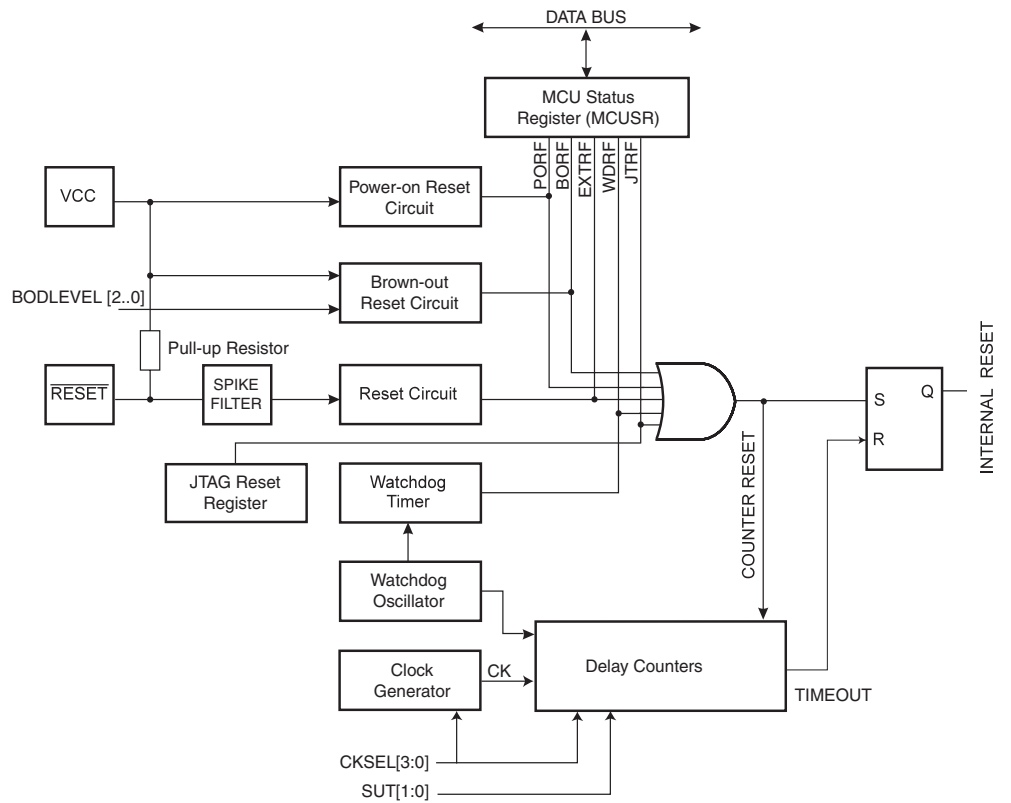 DATA BUS
MCU Status
Register (MCUSR)
PORF
BORF
EXTRF
WDRF
JTRF
VCC
Power-on Reset
Circuit
Brown-out
Reset Circuit
BODLEVEL [2..0]
Pull-up Resistor
RESET
SPIKE
FILTER
Reset Circuit
JTAG Reset
Register
Watchdog
Timer
Watchdog
Oscillator
Clock
Generator
CK
Delay Counters
CKSEL[3:0]
SUT[1:0]
COUNTER RESET
TIMEOUT
S
R
Q
INTERNAL RESET